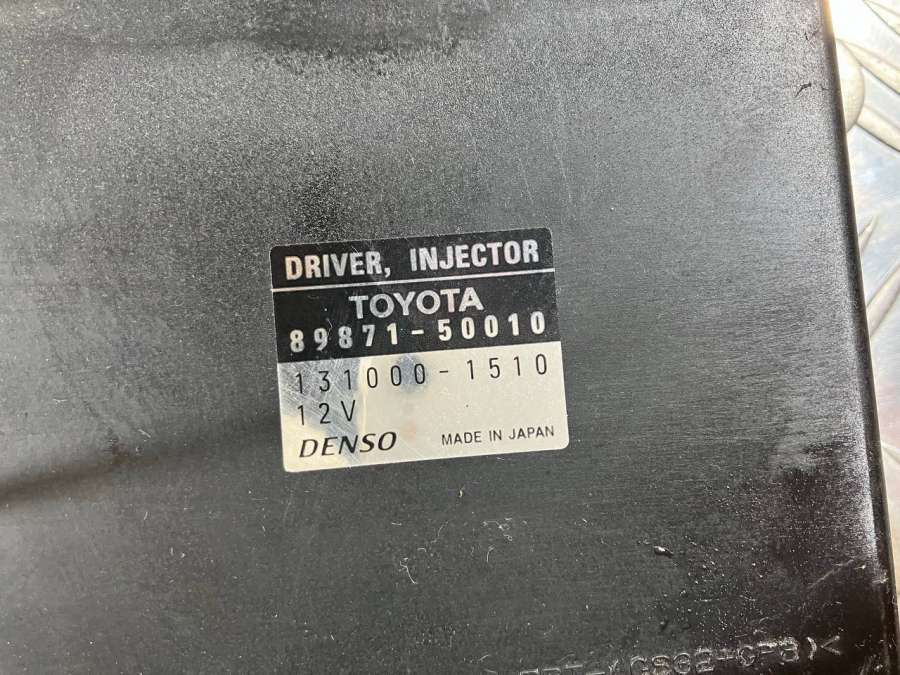 DRIVER, INJECTOR
TOYOTA
89871-50010
131000-1510
12V
DENSO MADE IN JAPAN